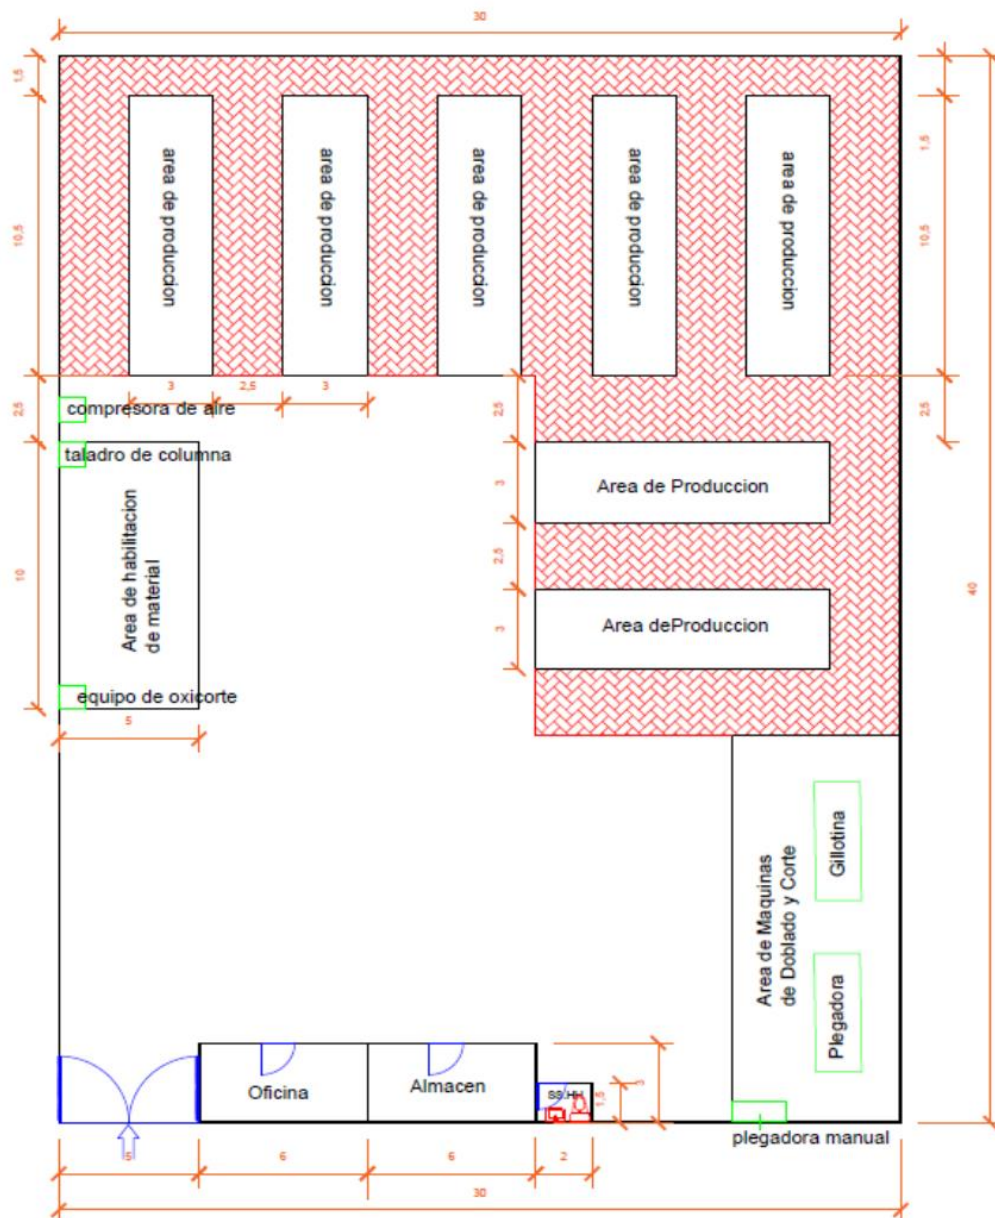 30
1,5
1,5
area de produccion
area de produccion
area de produccion
area de produccion
area de produccion
10,5
10,5
3
2,5
3
2,5
2,5
2,5
compresora de aire
taladro de columna
Area de habilitacion
de material
10
equipo de oxicorte
5
3
Area de Produccion
2,5
3
Area deProduccion
40
Area de Maquinas
de Doblado y Corte
Gillotina
Plegadora
Oficina
Almacen
SS.HH
1,5
3
plegadora manual
5
6
6
2
30